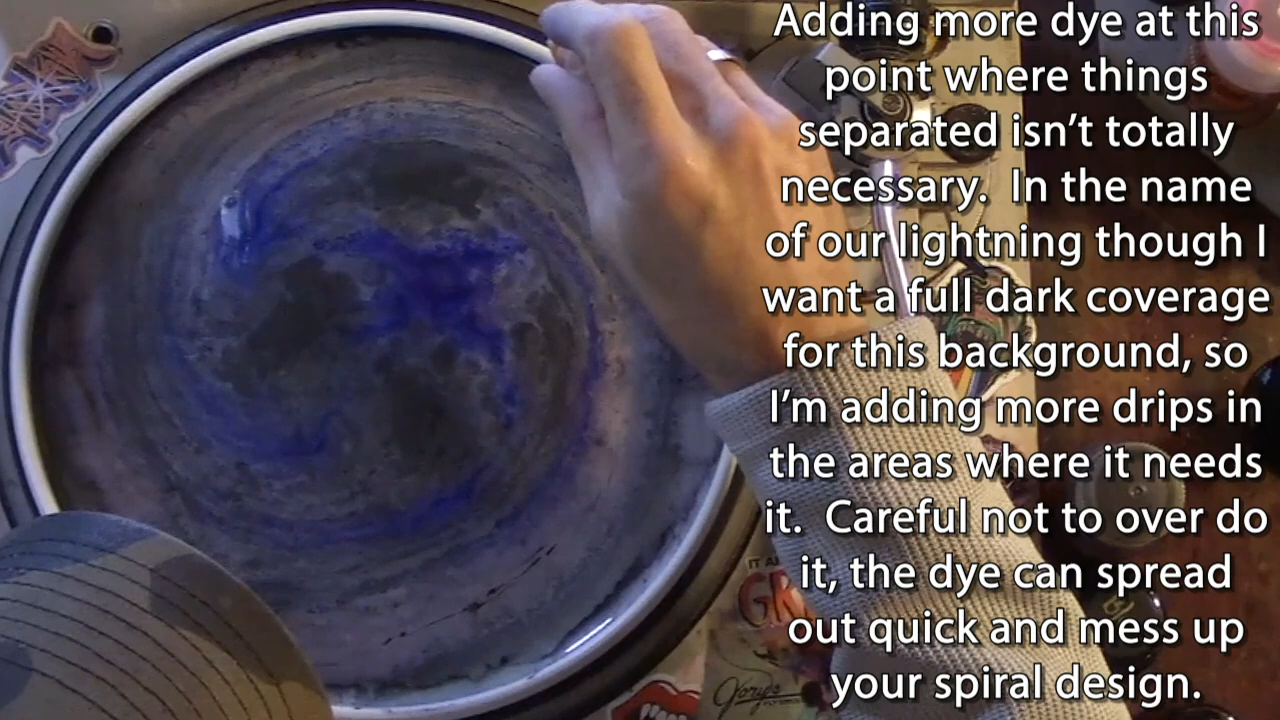 Adding more dye at this
point where things
separated isn’t totally
necessary.  In the name
of our lightning though I
want a full dark coverage
for this background, so
I’m adding more drips in
the areas where it needs
it.  Careful not to over do
it, the dye can spread
out quick and mess up
your spiral design.